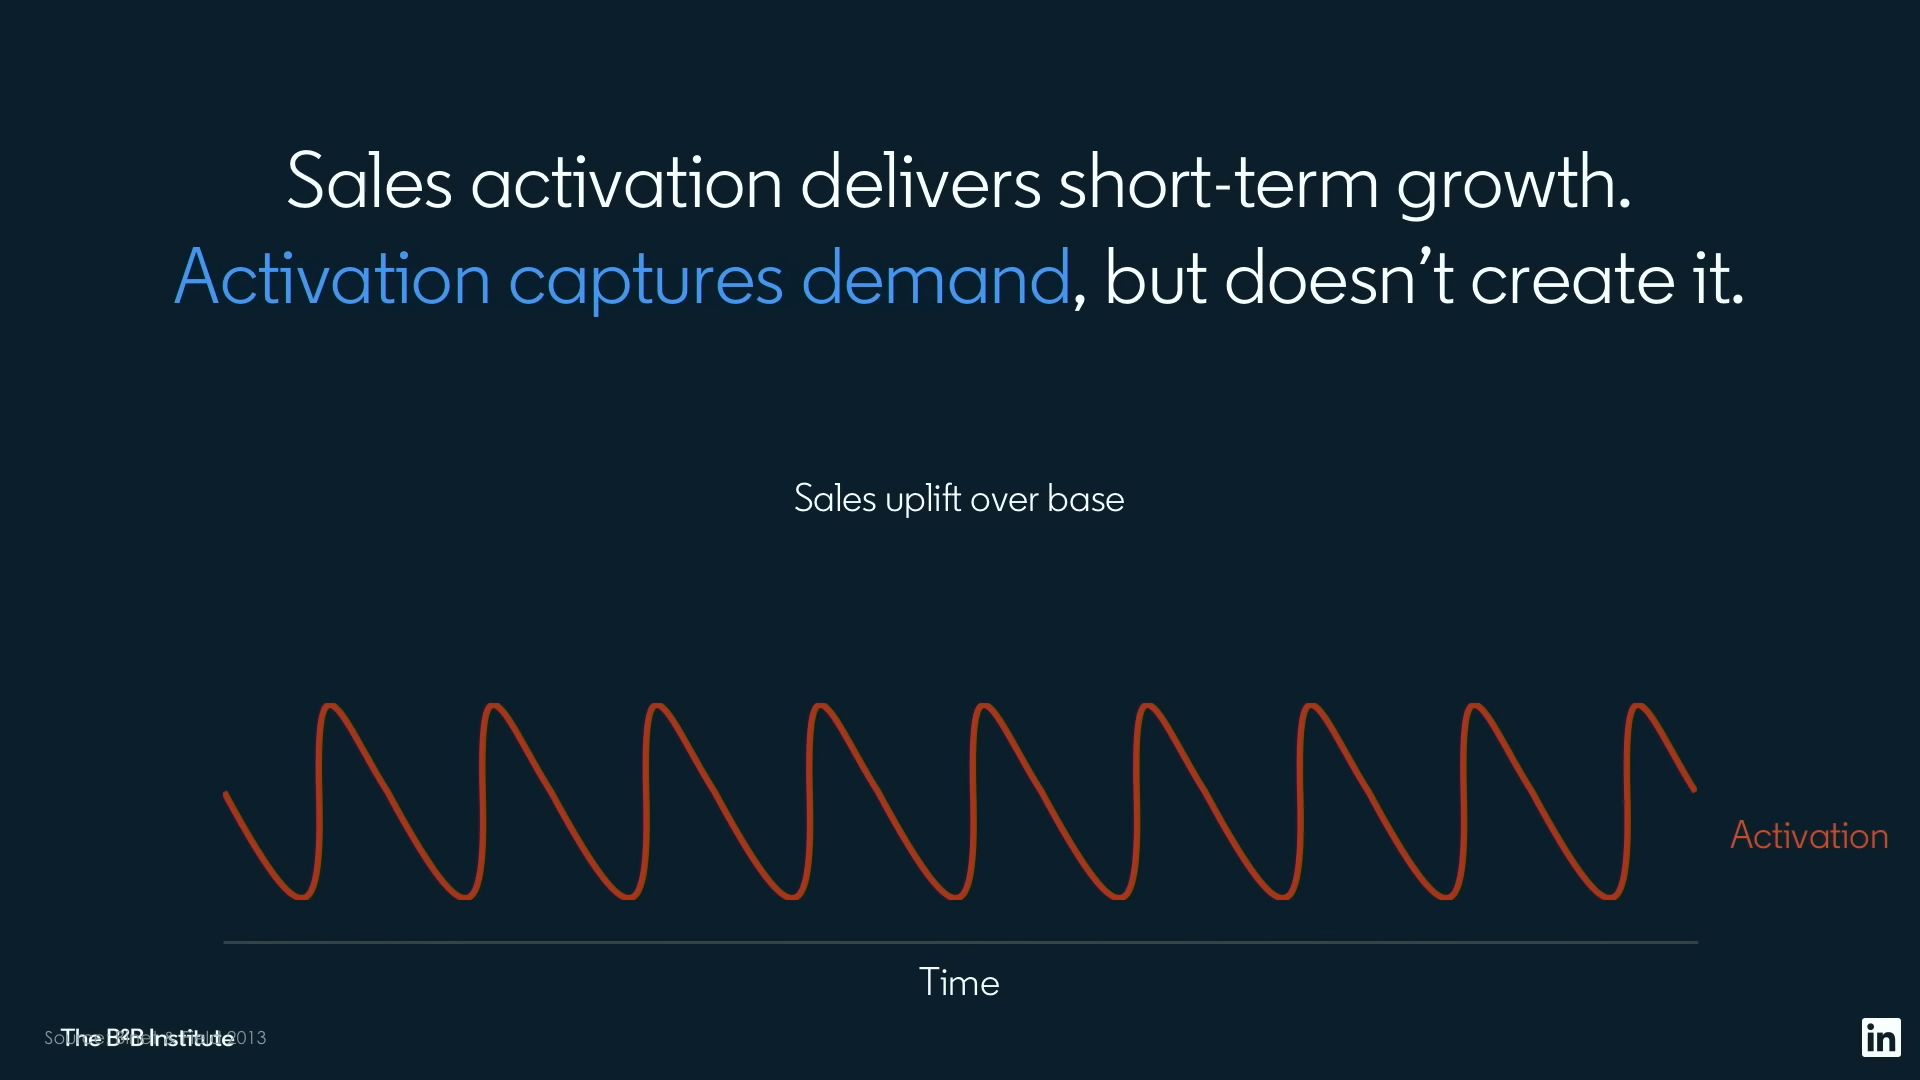 Sales activation delivers short-term growth.
Activation captures demand, but doesn’t create it.
Sales uplift over base
Activation
Time
The B2B Institute
2013
in